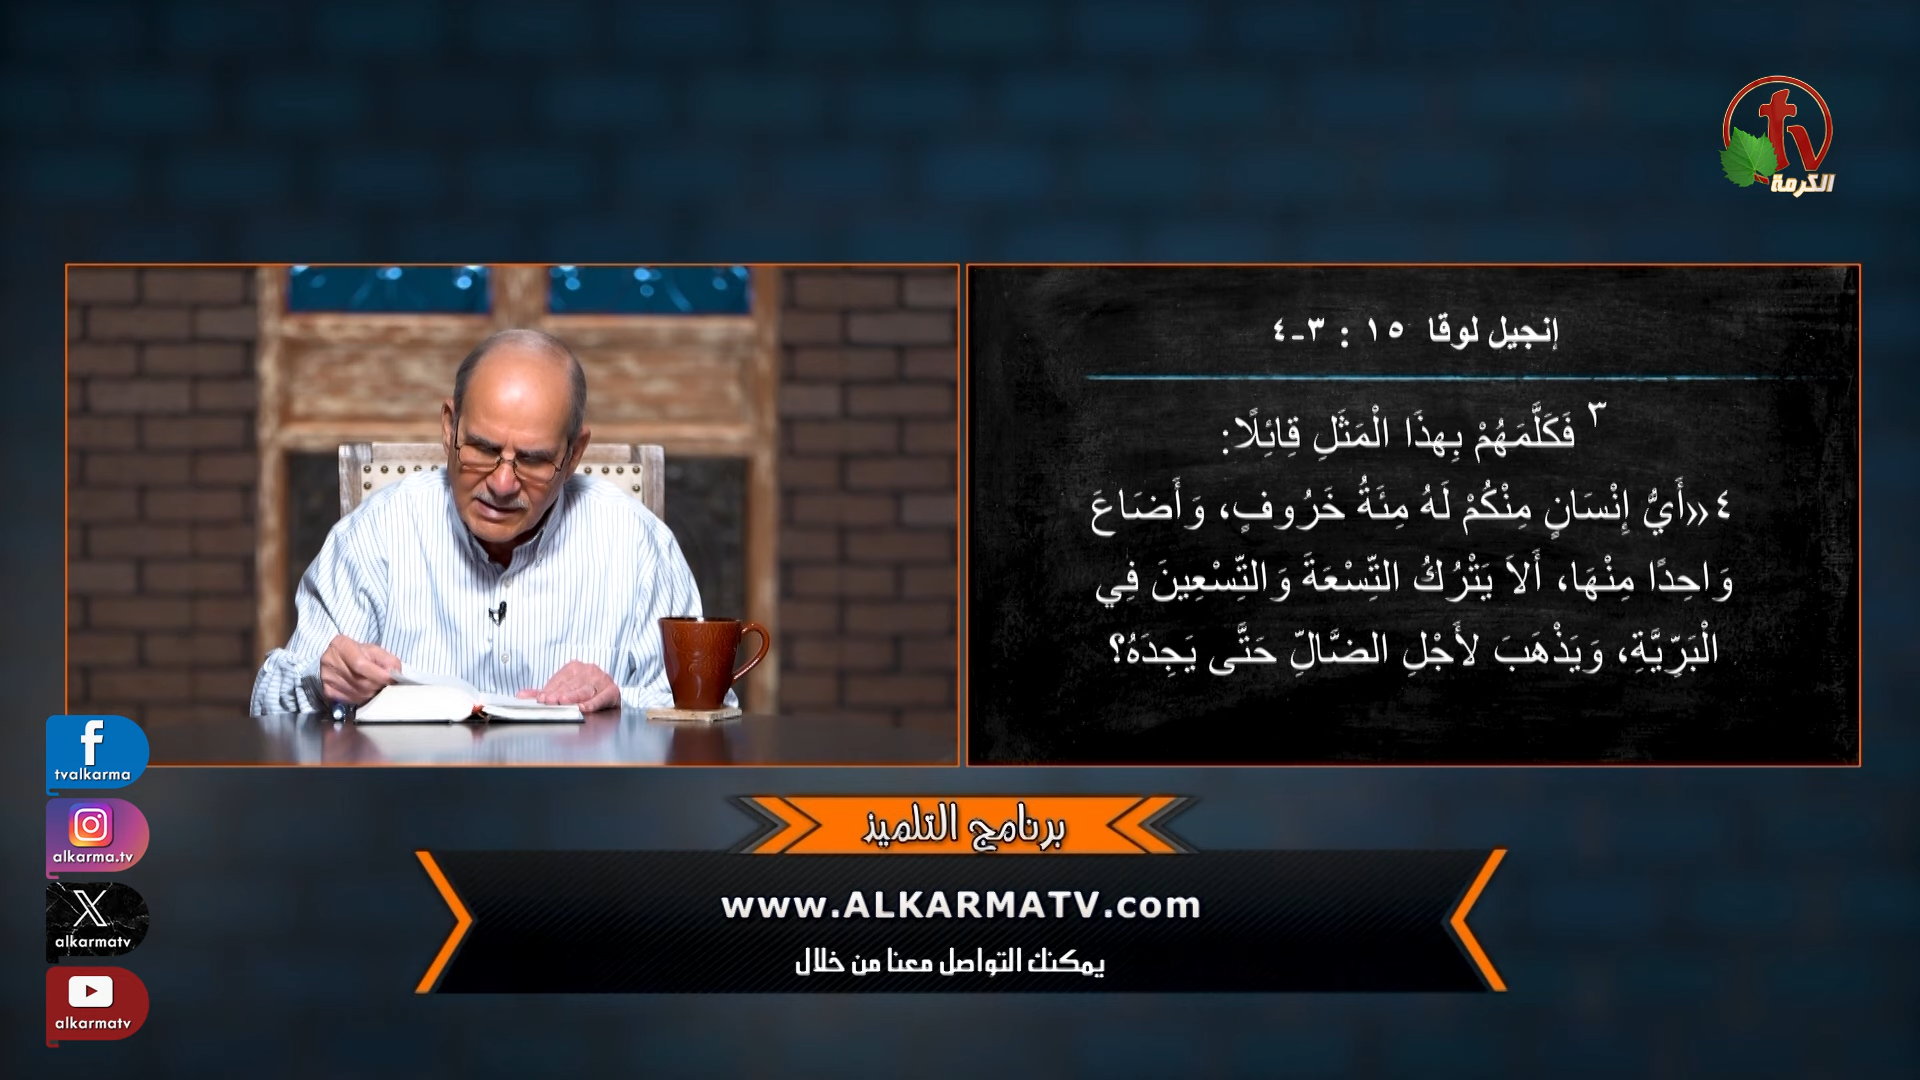 tv
الكرمة
إنجيل لوقا ١٥ : ٣-٤
٣ فَكَلَّمَهُمْ بِهذَا الْمَثَلِ قِائِلًا:
٤ «أَيُّ إِنْسَانٍ مِنْكُمْ لَهُ مِئَةُ خَرُوفٍ، وَأَضَاعَ
وَاحِدًا مِنْهَا، أَلاَ يَتْرُكُ التِّسْعَةَ وَالتِّسْعِينَ فِي
الْبَرِّيَّةِ، وَيَذْهَبَ لأَجْلِ الضَّالِّ حَتَّى يَجِدَهُ؟
f
tvalkarma
alkarma.tv
X
alkarmatv
alkarmatv
برنامج التلميذ
www.ALKARMATV.com
يمكنك التواصل معنا من خلال